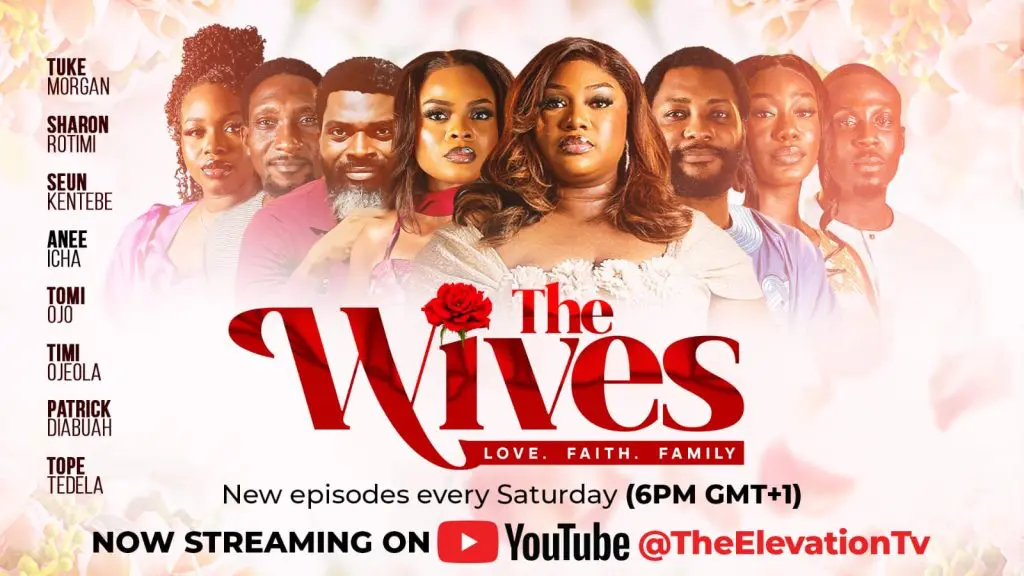 TUKE
MORGAN
SHARON
ROTIMI
SEUN
KENTEBE
ANEE
ICHA
TOMI
OJO
TIMI
OJEOLA
PATRICK
DIABUAH
TOPE
TEDELA
The
Wives
LOVE. FAITH. FAMILY
New episodes every Saturday (6PM GMT+1)
NOW STREAMING ON YouTube @TheElevationTv